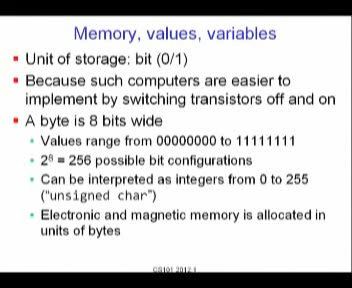 Memory, values, variables
Unit of storage: bit (0/1)
Because such computers are easier to
implement by switching transistors off and on
A byte is 8 bits wide
Values range from 00000000 to 11111111
2⁸ = 256 possible bit configurations
Can be interpreted as integers from 0 to 255
("unsigned char")
Electronic and magnetic memory is allocated in
units of bytes
CS101 2012.1